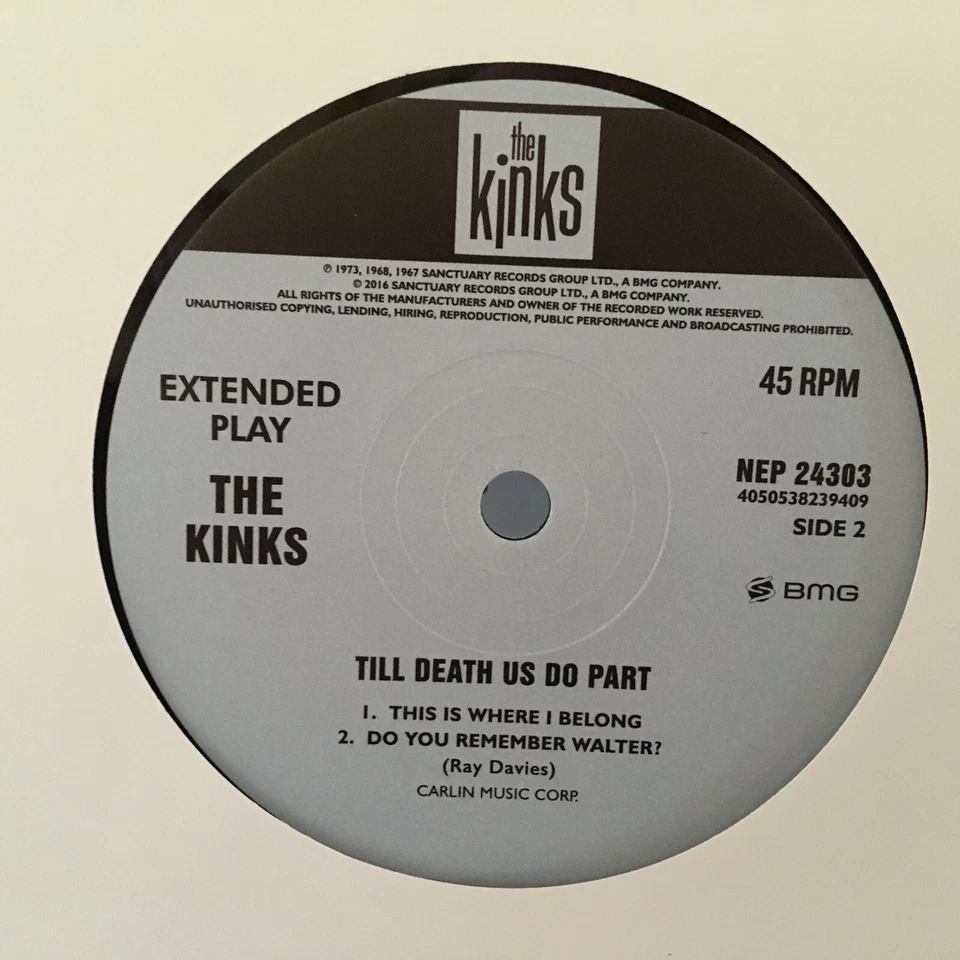 the
kinks
℗ 1973, 1968, 1967 SANCTUARY RECORDS GROUP LTD., A BMG COMPANY.
© 2016 SANCTUARY RECORDS GROUP LTD., A BMG COMPANY.
ALL RIGHTS OF THE MANUFACTURERS AND OWNER OF THE RECORDED WORK RESERVED.
UNAUTHORISED COPYING, LENDING, HIRING, REPRODUCTION, PUBLIC PERFORMANCE AND BROADCASTING PROHIBITED.
EXTENDED
PLAY
THE
KINKS
45 RPM
NEP 24303
4050538239409
SIDE 2
BMG
TILL DEATH US DO PART
1. THIS IS WHERE I BELONG
2. DO YOU REMEMBER WALTER?
(Ray Davies)
CARLIN MUSIC CORP.